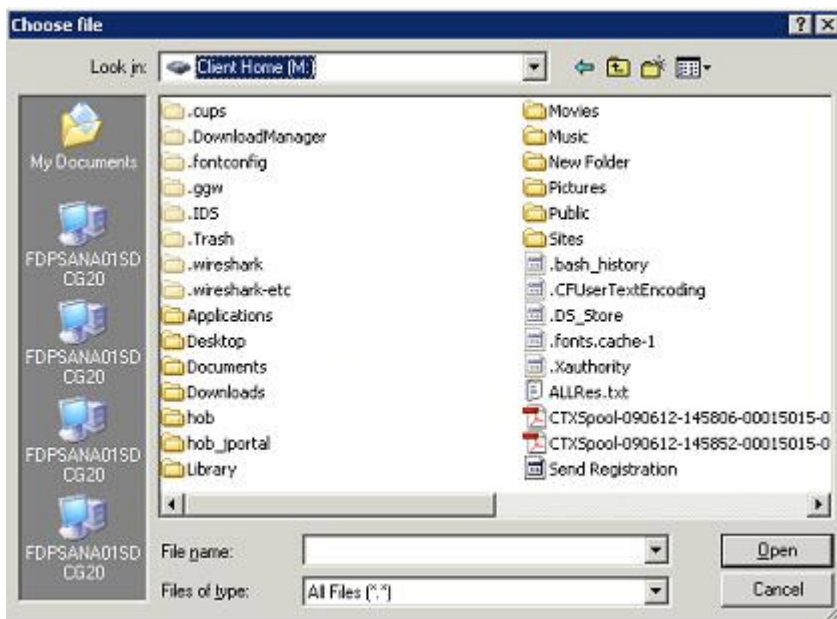 Choose file
Look in:
Client Home (M:)
My Documents
FDPSANA01SD
CG20
FDPSANA01SD
CG20
FDPSANA01SD
CG20
FDPSANA01SD
CG20
.cups
.DownloadManager
.fontconfig
.ggw
.IDS
.Trash
.wireshark
.wireshark-etc
Applications
Desktop
Documents
Downloads
hob
hob_jportal
Library
Movies
Music
New Folder
Pictures
Public
Sites
.bash_history
.CFUserTextEncoding
.DS_Store
.fonts.cache-1
.Xauthority
ALLRes.txt
CTXSpool-090612-145806-00015015-0
CTXSpool-090612-145852-00015015-0
Send Registration
File name:
Open
Files of type:
All Files (*.*)
Cancel